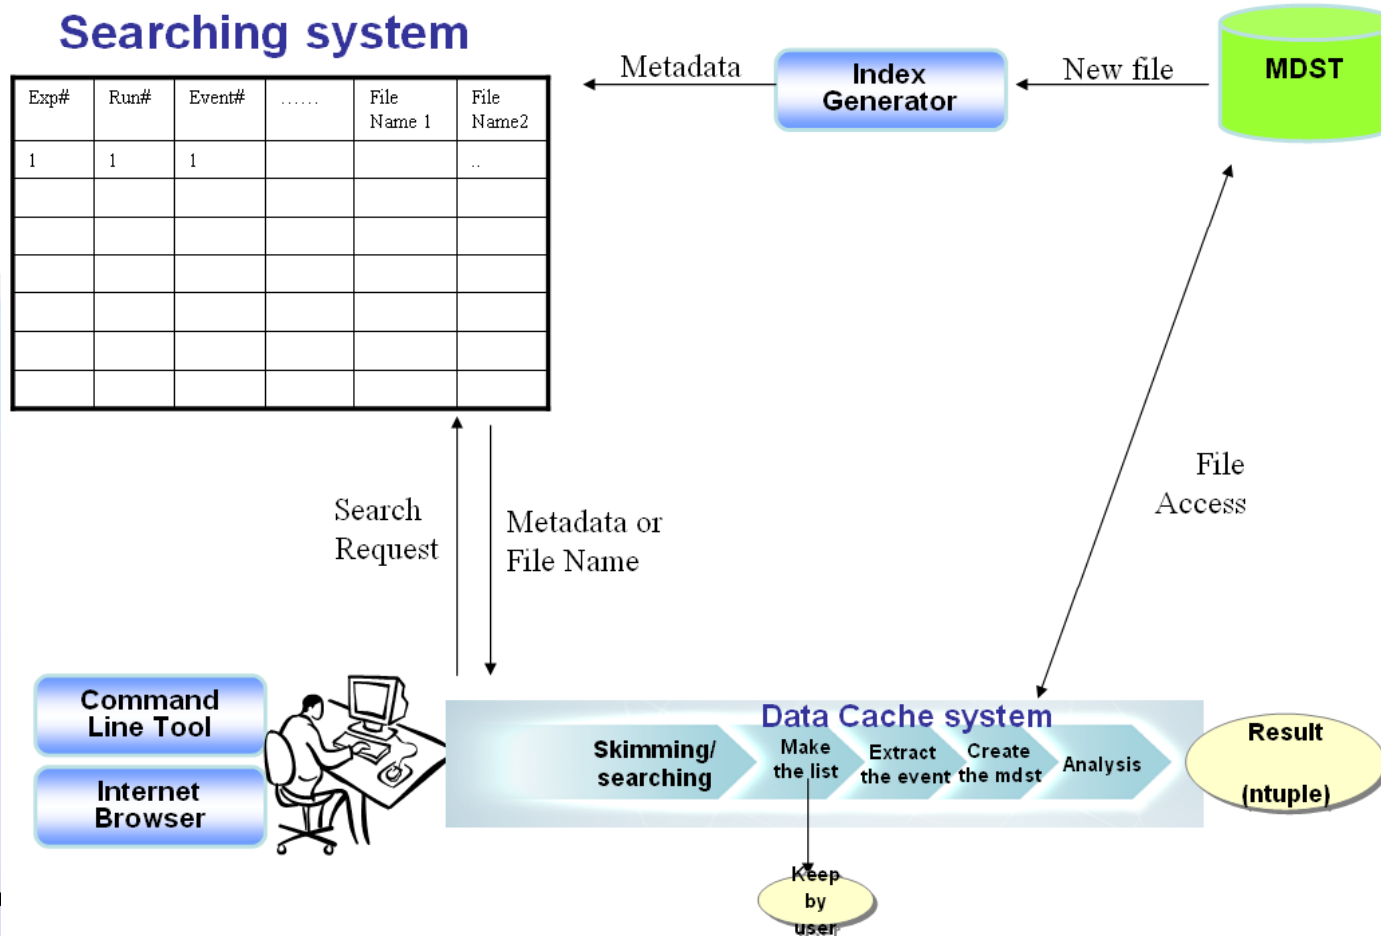 Searching system
Exp# Run# Event# ...... File Name 1 File Name2
1 1 1 ..
Metadata
Index
Generator
New file
MDST
File
Access
Search
Request
Metadata or
File Name
Command
Line Tool
Internet
Browser
Data Cache system
Skimming/
searching
Make
the list
Extract
the event
Create
the mdst
Analysis
Result
(ntuple)
Keep
by
user